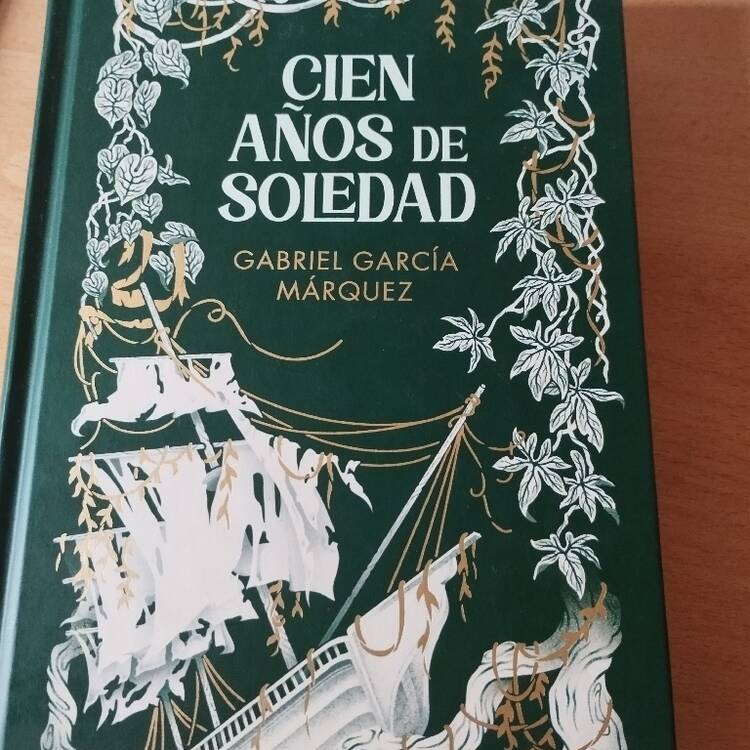 CIEN
AÑOS DE
SOLEDAD
GABRIEL GARCÍA
MÁRQUEZ